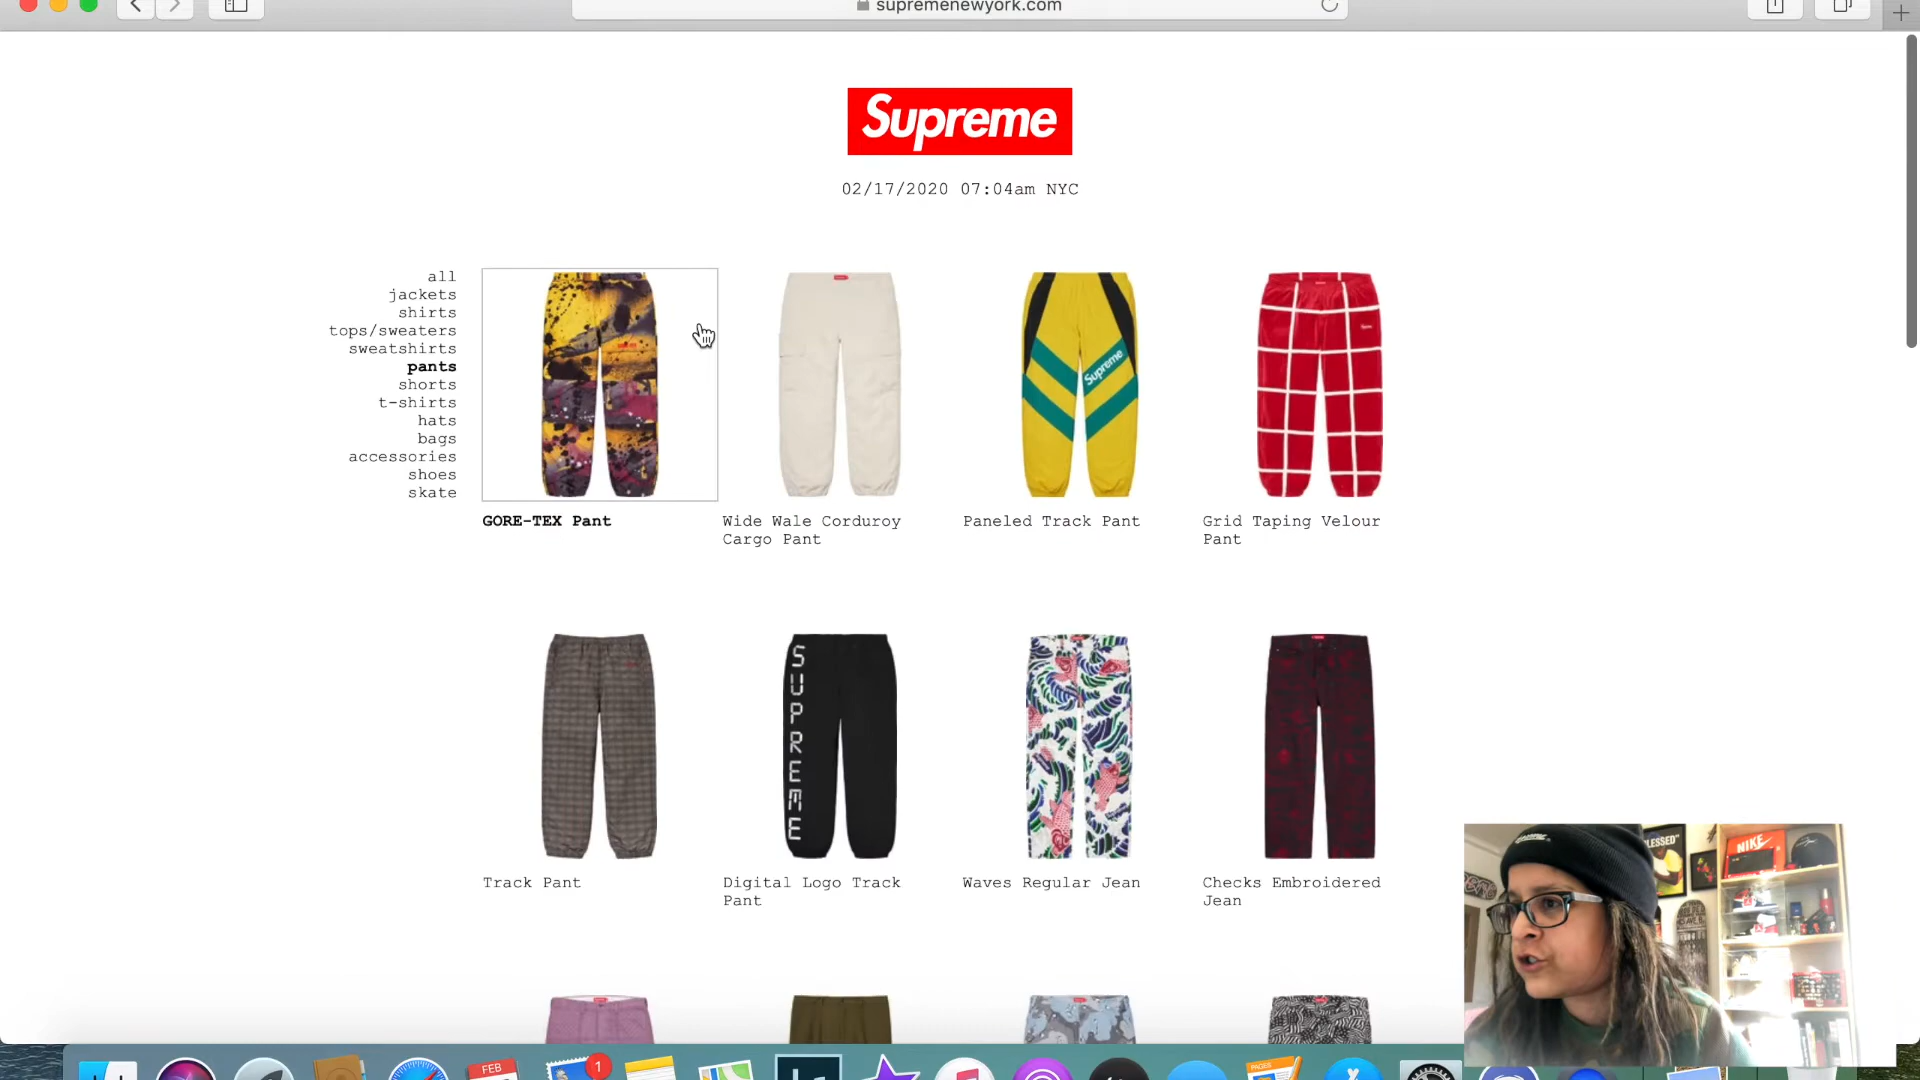 supremenewyork.com
Supreme
02/17/2020 07:04am NYC
all
jackets
shirts
tops/sweaters
sweatshirts
pants
shorts
t-shirts
hats
bags
accessories
shoes
skate
GORE-TEX Pant
Wide Wale Corduroy
Cargo Pant
Supreme
Paneled Track Pant
Grid Taping Velour
Pant
Track Pant
SUPREME
Digital Logo Track
Pant
Waves Regular Jean
Checks Embroidered
Jean
BLESSED"
NIKE
FEB
1
PAGES